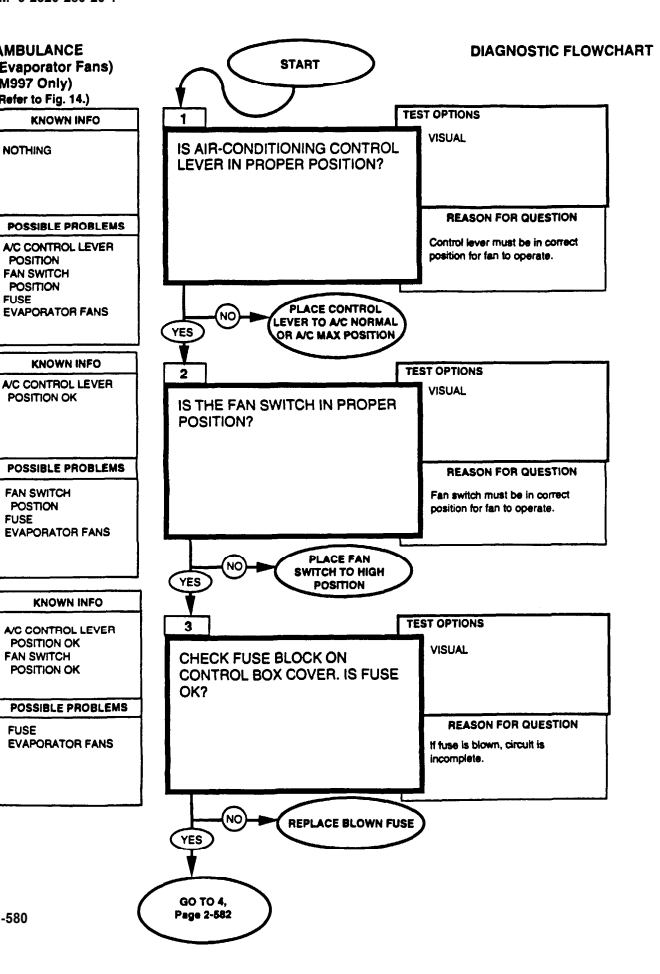 AMBULANCE
Evaporator Fans)
M997 Only)
Refer to Fig. 14.)
DIAGNOSTIC FLOWCHART
START
KNOWN INFO
NOTHING
POSSIBLE PROBLEMS
A/C CONTROL LEVER
POSITION
FAN SWITCH
POSITION
FUSE
EVAPORATOR FANS
1
IS AIR-CONDITIONING CONTROL
LEVER IN PROPER POSITION?
TEST OPTIONS
VISUAL
REASON FOR QUESTION
Control lever must be in correct
position for fan to operate.
NO
PLACE CONTROL
LEVER TO A/C NORMAL
OR A/C MAX POSITION
YES
KNOWN INFO
A/C CONTROL LEVER
POSITION OK
POSSIBLE PROBLEMS
FAN SWITCH
POSTION
FUSE
EVAPORATOR FANS
2
IS THE FAN SWITCH IN PROPER
POSITION?
TEST OPTIONS
VISUAL
REASON FOR QUESTION
Fan switch must be in correct
position for fan to operate.
NO
PLACE FAN
SWITCH TO HIGH
POSITION
YES
KNOWN INFO
A/C CONTROL LEVER
POSITION OK
FAN SWITCH
POSITION OK
POSSIBLE PROBLEMS
FUSE
EVAPORATOR FANS
3
CHECK FUSE BLOCK ON
CONTROL BOX COVER. IS FUSE
OK?
TEST OPTIONS
VISUAL
REASON FOR QUESTION
If fuse is blown, circuit is
incomplete.
NO
REPLACE BLOWN FUSE
YES
GO TO 4,
Page 2-582
-580